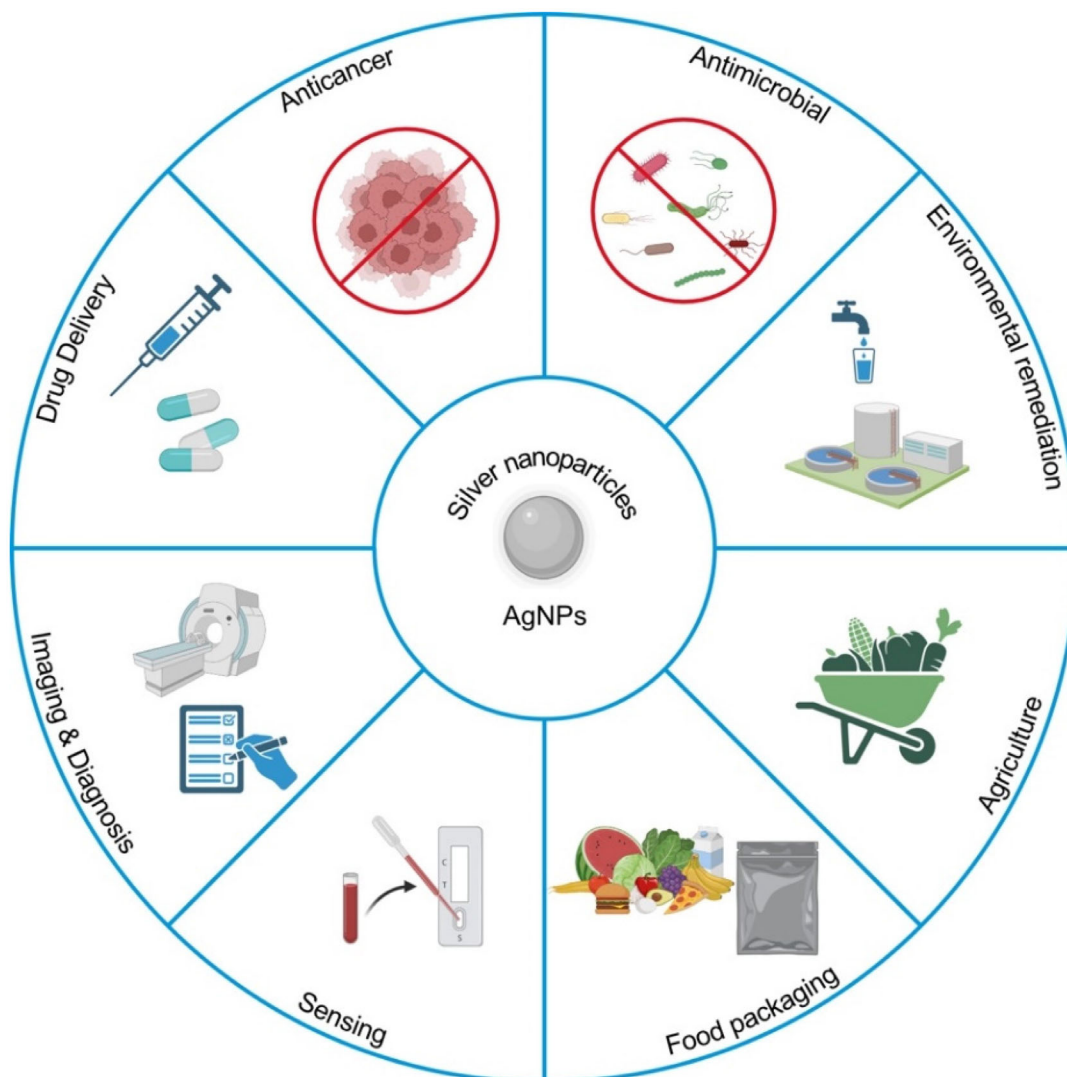 Anticancer
Antimicrobial
Drug Delivery
Environmental remediation
Silver nanoparticles
AgNPs
Imaging & Diagnosis
Agriculture
C
T
S
Sensing
Food packaging